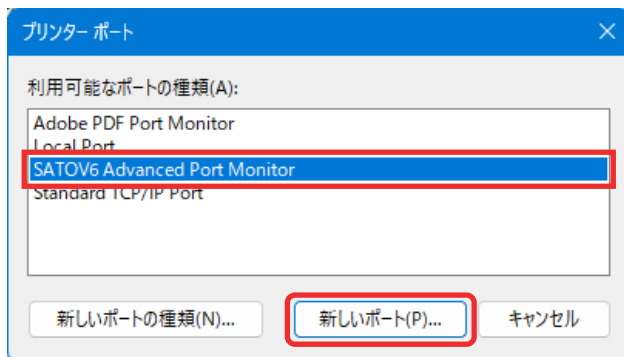 プリンター ポート
利用可能なポートの種類(A):
Adobe PDF Port Monitor
Local Port
SATOV6 Advanced Port Monitor
Standard TCP/IP Port
新しいポートの種類(N)... 新しいポート(P)... キャンセル